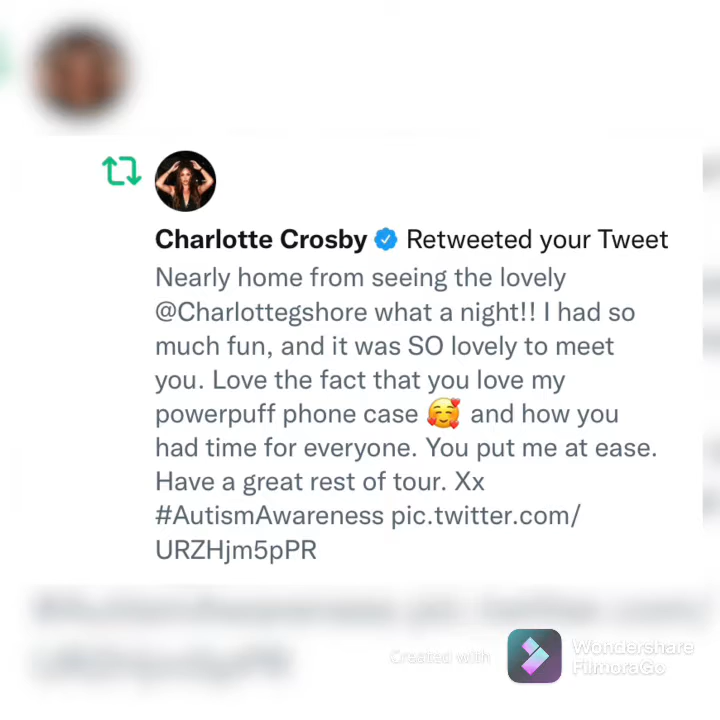 Charlotte Crosby Retweeted your Tweet
Nearly home from seeing the lovely
@Charlottegshore what a night!! I had so
much fun, and it was SO lovely to meet
you. Love the fact that you love my
powerpuff phone case 🥰 and how you
had time for everyone. You put me at ease.
Have a great rest of tour. Xx
#AutismAwareness pic.twitter.com/
URZHjm5pPR
Created with
Wondershare
FilmoraGo